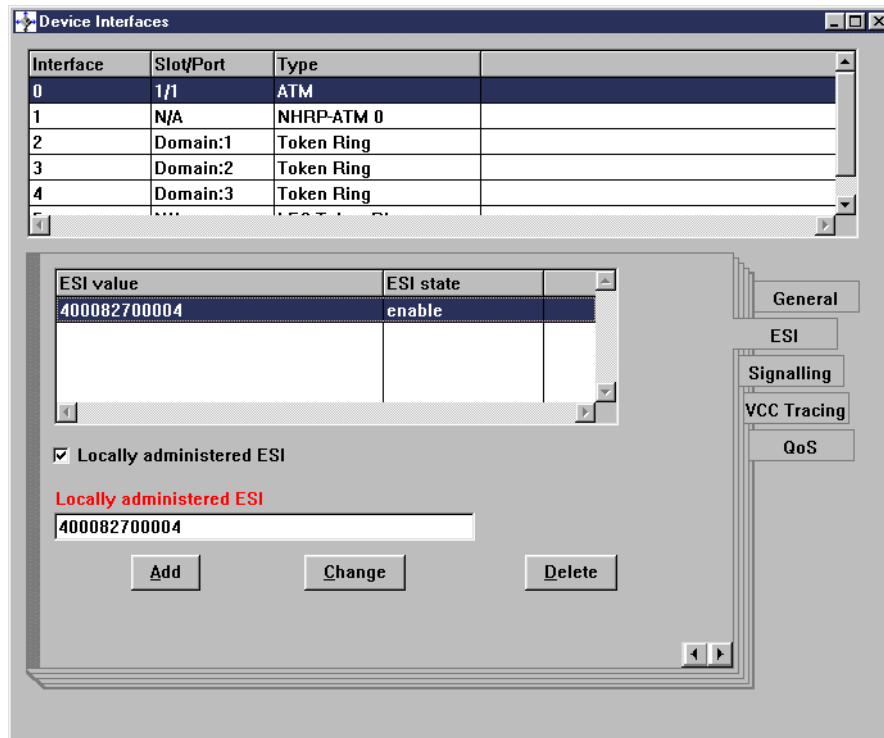 Device Interfaces
Interface Slot/Port Type
0 1/1 ATM
1 N/A NHRP-ATM 0
2 Domain:1 Token Ring
3 Domain:2 Token Ring
4 Domain:3 Token Ring
ESI value ESI state
400082700004 enable
Locally administered ESI
Locally administered ESI
400082700004
Add Change Delete
General
ESI
Signalling
VCC Tracing
QoS